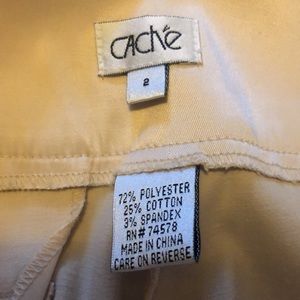 caché
2
72% POLYESTER
25% COTTON
3% SPANDEX
RN# 74578
MADE IN CHINA
CARE ON REVERSE